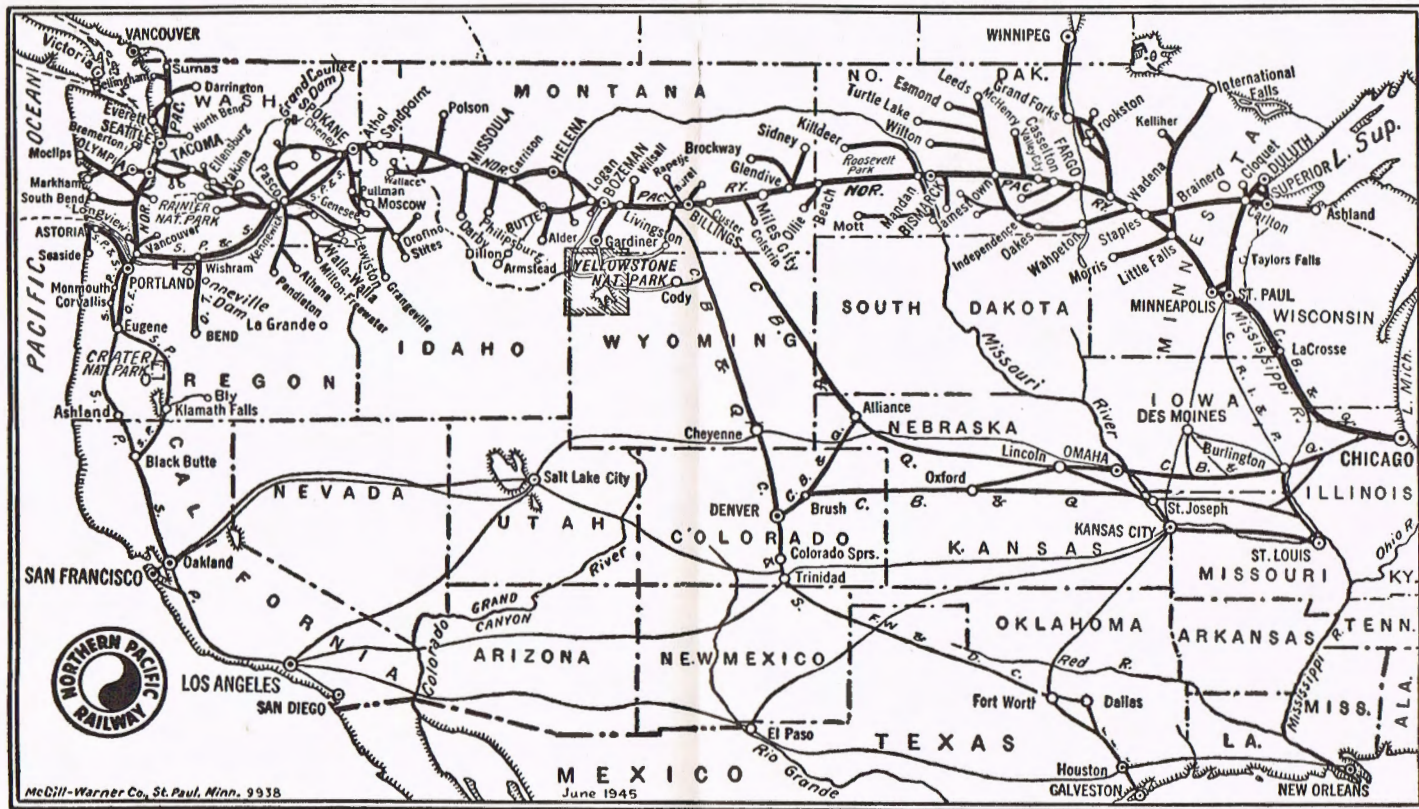 VANCOUVER
Victoria
Sumas
Bellingham
Darrington
WASH.
Everett
North Bend
SEATTLE
Bremerton
OLYMPIA
TACOMA
Moclips
Markham
South Bend
Longview
ASTORIA
Seaside
Ellensburg
Yakima
RAINIER
NAT. PARK
Grand Coulee
Dam
SPOKANE
Cheney
Pasco
Kennewick
Vancouver
PORTLAND
Wishram
Bonneville
Dam
BEND
Monmouth
Corvallis
Eugene
CRATER
NAT. PARK
OREGON
Bly
Klamath Falls
Ashland
Black Butte
PACIFIC OCEAN
Athol
Sandpoint
Wallace
Pullman
Moscow
Genesee
Lewiston
Orofino
Stites
Grangeville
Walla-Walla
Milton-Freewater
Athena
Pendleton
La Grande
S. P. & S.
O. T.
O. E.
S. P.
NOR.
PAC.
IDAHO
MONTANA
Polson
MISSOULA
NOR.
Garrison
HELENA
Darby
Philipsburg
BUTTE
Dillon
Armstead
Alder
Logan
BOZEMAN
Wilsall
Rapelje
Laurel
Livingston
Gardiner
PAC.
BILLINGS
RY.
YELLOWSTONE
NAT. PARK
Cody
WYOMING
Custer
Miles City
Colstrip
Brockway
Glendive
Sidney
Ollie
Beach
NO. DAK.
Killdeer
Roosevelt
Park
NOR.
Mott
Mandan
BISMARCK
Turtle Lake
Esmond
Wilton
Leeds
McHenry
Jamestown
PAC.
Valley City
Casselton
Grand Forks
FARGO
Independence
Oakes
Wahpeton
WINNIPEG
Crookston
RY.
Kelliher
International
Falls
MINNESOTA
Wadena
Staples
Brainerd
Morris
Little Falls
Cloquet
DULUTH
SUPERIOR
L. Sup.
Carlton
Ashland
Taylors Falls
MINNEAPOLIS
ST. PAUL
WISCONSIN
LaCrosse
Mississippi R.
C. B. & Q.
L. Mich.
SOUTH DAKOTA
Missouri River
IOWA
DES MOINES
C. R. I. & P.
Burlington
CHICAGO
ILLINOIS
NEBRASKA
Alliance
Lincoln
OMAHA
Oxford
C. B. & Q.
Cheyenne
C. B. & Q.
Brush
C. B. & Q.
DENVER
COLORADO
Colorado Sprs.
Trinidad
C. & S.
KANSAS
KANSAS CITY
St. Joseph
ST. LOUIS
MISSOURI
Ohio R.
KY.
TENN.
ARKANSAS
Mississippi R.
MISS.
ALA.
LA.
NEW ORLEANS
OKLAHOMA
Red R.
F. W. & D. C.
Fort Worth
Dallas
TEXAS
Houston
GALVESTON
El Paso
Rio Grande
NEW MEXICO
ARIZONA
GRAND
CANYON
Colorado
River
UTAH
Salt Lake City
NEVADA
CALIFORNIA
Oakland
SAN FRANCISCO
S. P.
LOS ANGELES
SAN DIEGO
MEXICO
NORTHERN PACIFIC
RAILWAY
McGill-Warner Co., St. Paul, Minn. 9938
June 1945